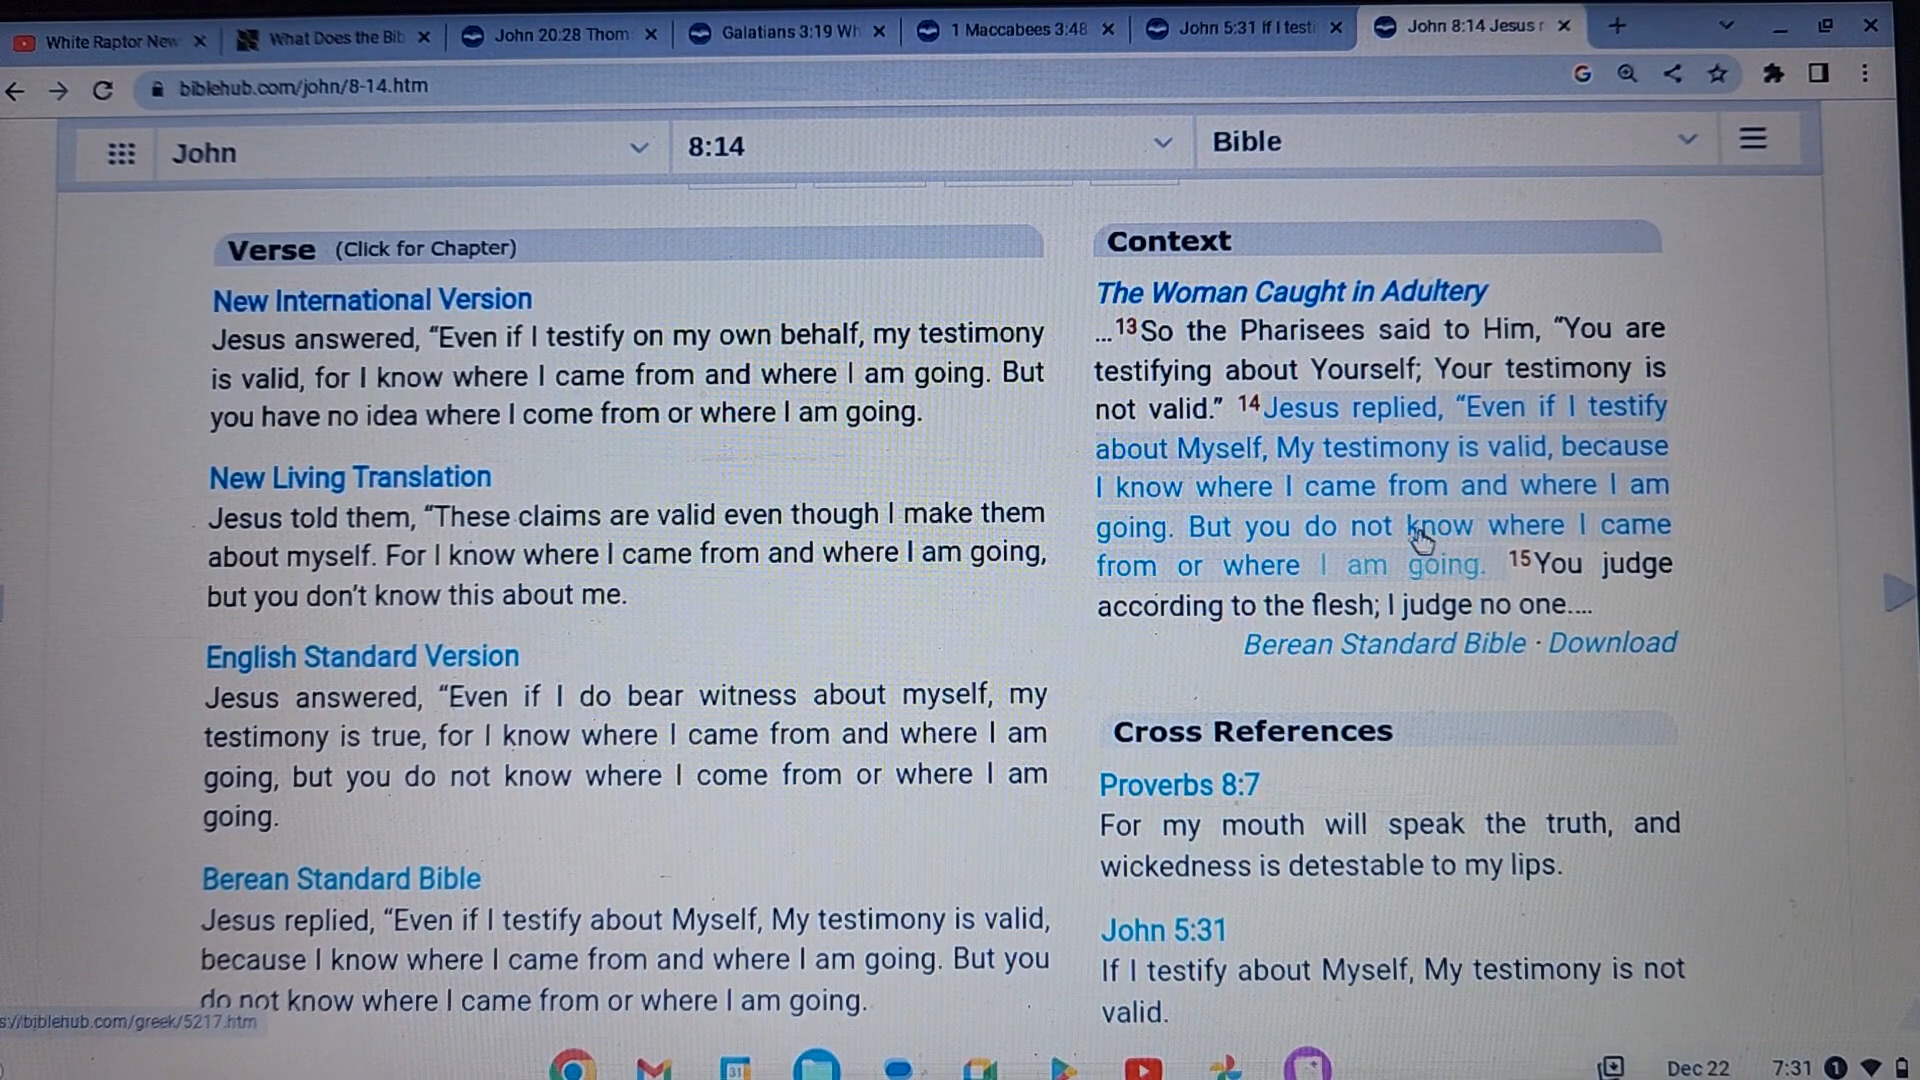 White Raptor New
What Does the Bib
John 20:28 Thom
Galatians 3:19 Wh
1 Maccabees 3:48
John 5:31 If I testi
John 8:14 Jesus r
biblehub.com/john/8-14.htm
John
8:14
Bible
Verse (Click for Chapter)
New International Version
Jesus answered, “Even if I testify on my own behalf, my testimony
is valid, for I know where I came from and where I am going. But
you have no idea where I come from or where I am going.
New Living Translation
Jesus told them, “These claims are valid even though I make them
about myself. For I know where I came from and where I am going,
but you don’t know this about me.
English Standard Version
Jesus answered, “Even if I do bear witness about myself, my
testimony is true, for I know where I came from and where I am
going, but you do not know where I come from or where I am
going.
Berean Standard Bible
Jesus replied, “Even if I testify about Myself, My testimony is valid,
because I know where I came from and where I am going. But you
do not know where I came from or where I am going.
s://biblehub.com/greek/5217.htm
Context
The Woman Caught in Adultery
…13So the Pharisees said to Him, “You are
testifying about Yourself; Your testimony is
not valid.” 14Jesus replied, “Even if I testify
about Myself, My testimony is valid, because
I know where I came from and where I am
going. But you do not know where I came
from or where I am going. 15You judge
according to the flesh; I judge no one.…
Berean Standard Bible · Download
Cross References
Proverbs 8:7
For my mouth will speak the truth, and
wickedness is detestable to my lips.
John 5:31
If I testify about Myself, My testimony is not
valid.
31
Dec 22
7:31
1